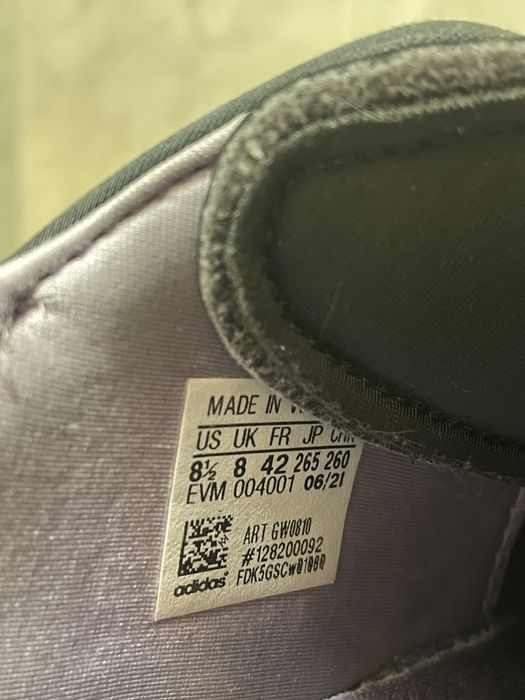 MADE IN
US UK FR JP CHN
8½ 8 42 265 260
EVM 004001 06/21
ART GW0810
#128200092
adidas